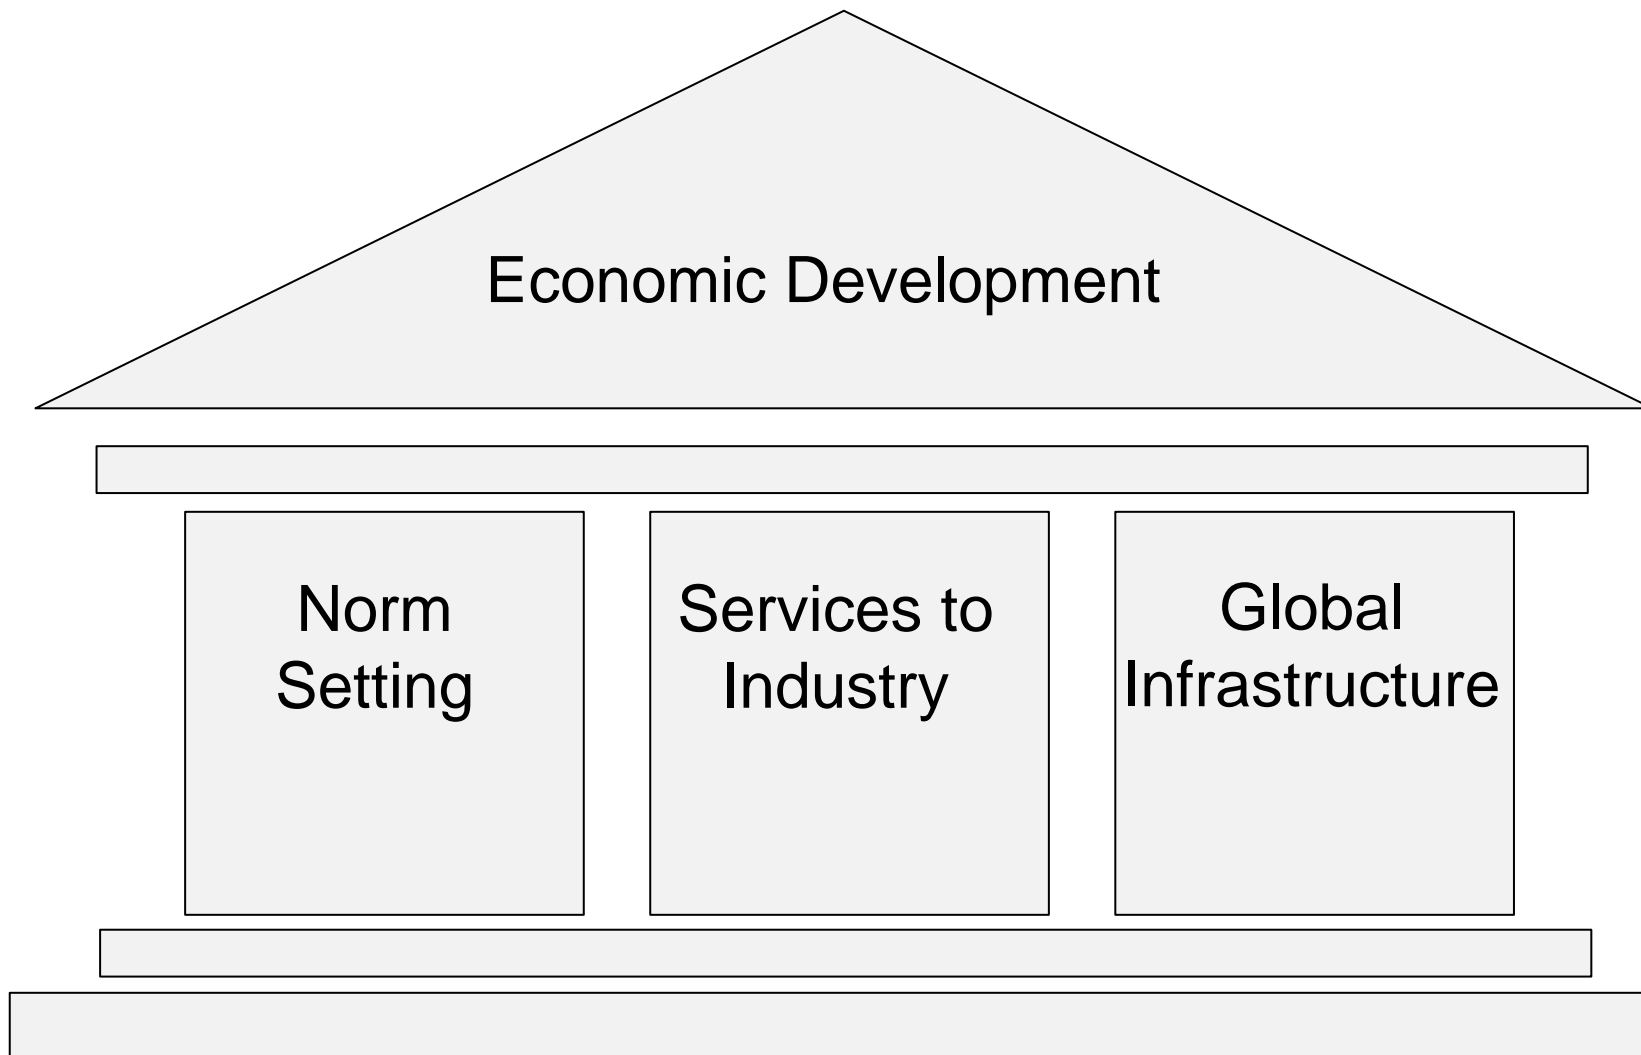 Economic Development
Norm
Setting
Services to
Industry
Global
Infrastructure